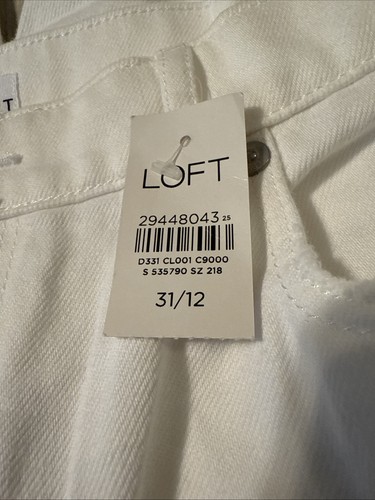 T
LOFT
29448043 25
D331 CL001 C9000
S 535790 SZ 218
31/12